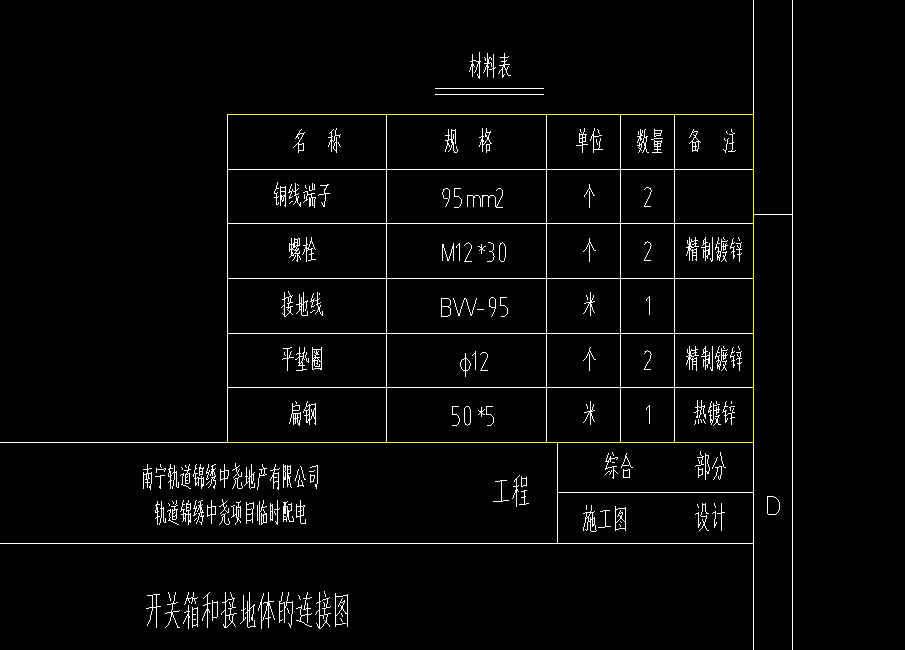 材料表
名 称 规 格 单位 数量 备 注
铜线端子 95mm2 个 2
螺栓 M12*30 个 2 精制镀锌
接地线 BVV-95 米 1
平垫圈 φ12 个 2 精制镀锌
扁钢 50*5 米 1 热镀锌
南宁轨道锦绣中尧地产有限公司
轨道锦绣中尧项目临时配电
工程
综合 部分
施工图 设计
D
开关箱和接地体的连接图